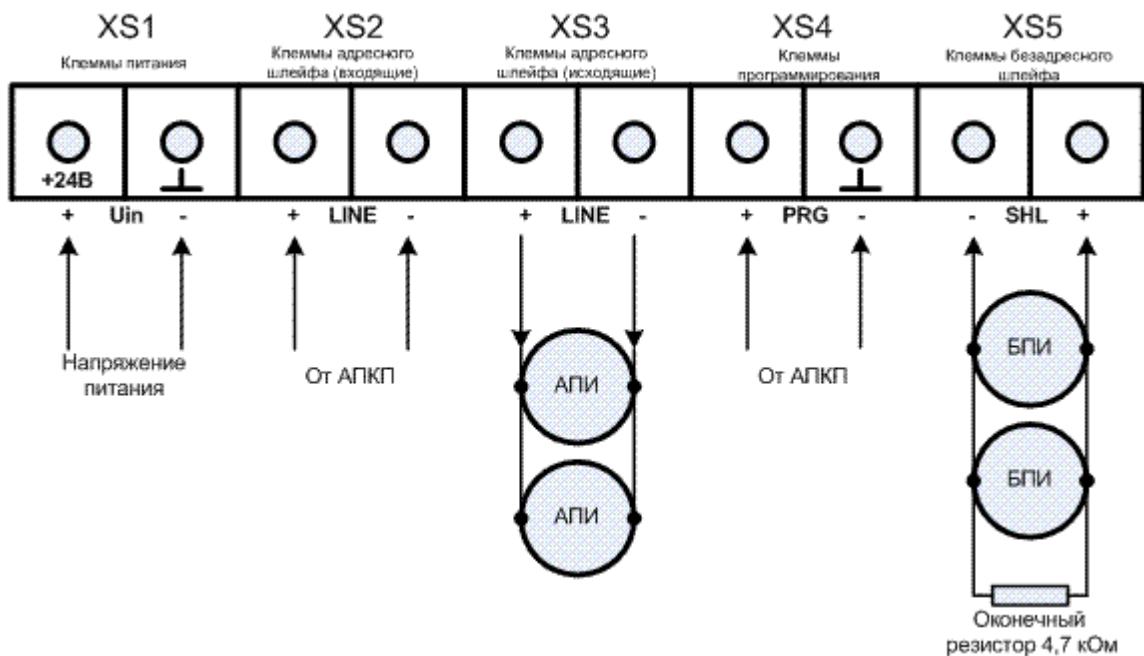 XS1 XS2 XS3 XS4 XS5
Клеммы питания
Клеммы адресного
шлейфа (входящие)
Клеммы адресного
шлейфа (исходящие)
Клеммы
программирования
Клеммы безадресного
шлейфа
+24В
+ Uin - + LINE - + LINE - + PRG - - SHL +
Напряжение
питания
От АПКП
АПИ
АПИ
От АПКП
БПИ
БПИ
Оконечный
резистор 4,7 кОм